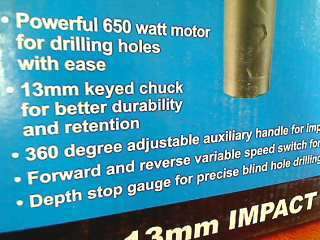 • Powerful 650 watt motor
for drilling holes
with ease
• 13mm keyed chuck
for better durability
and retention
• 360 degree adjustable auxiliary handle for
• Forward and reverse variable speed switch for
• Depth stop gauge for precise blind hole drilling
13mm IMPACT